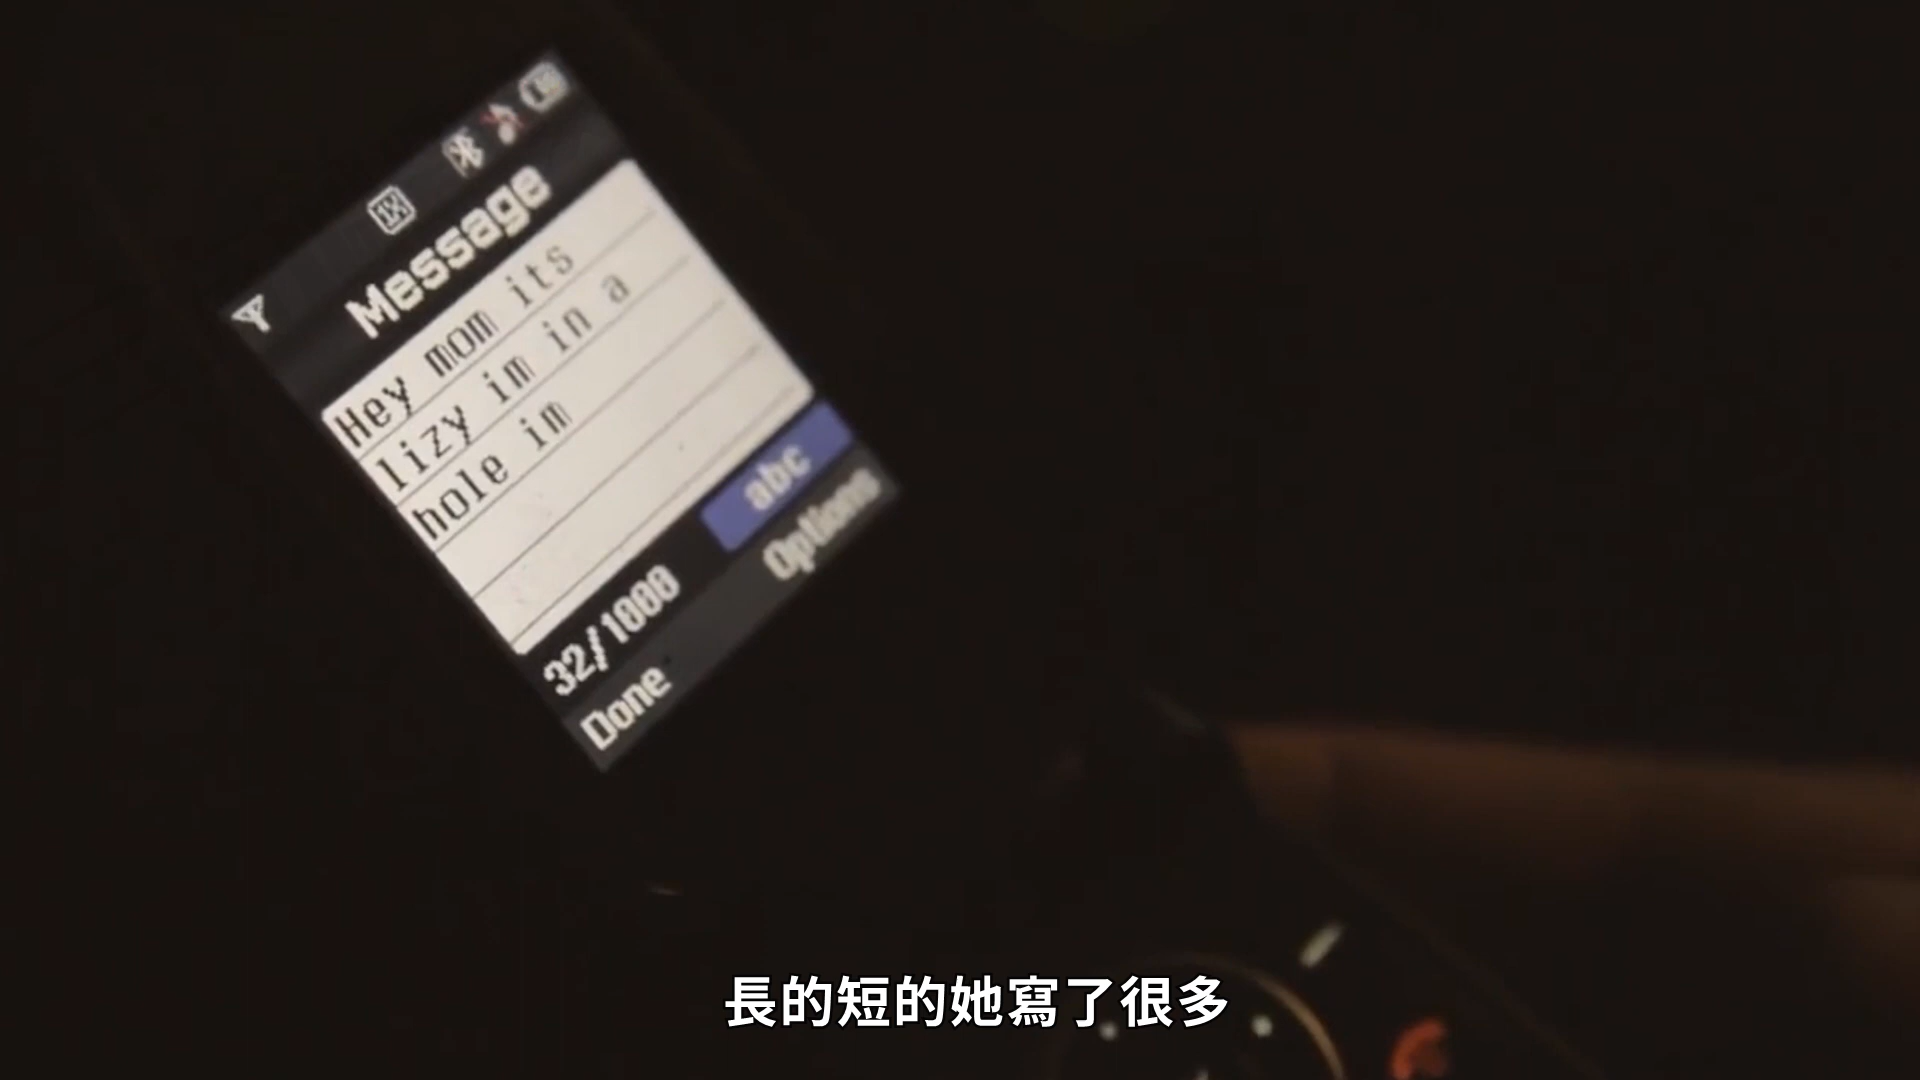 1X
Message
Hey mom its
lizy im in a
hole im
abc
32/1000
Done
Options
長的短的她寫了很多